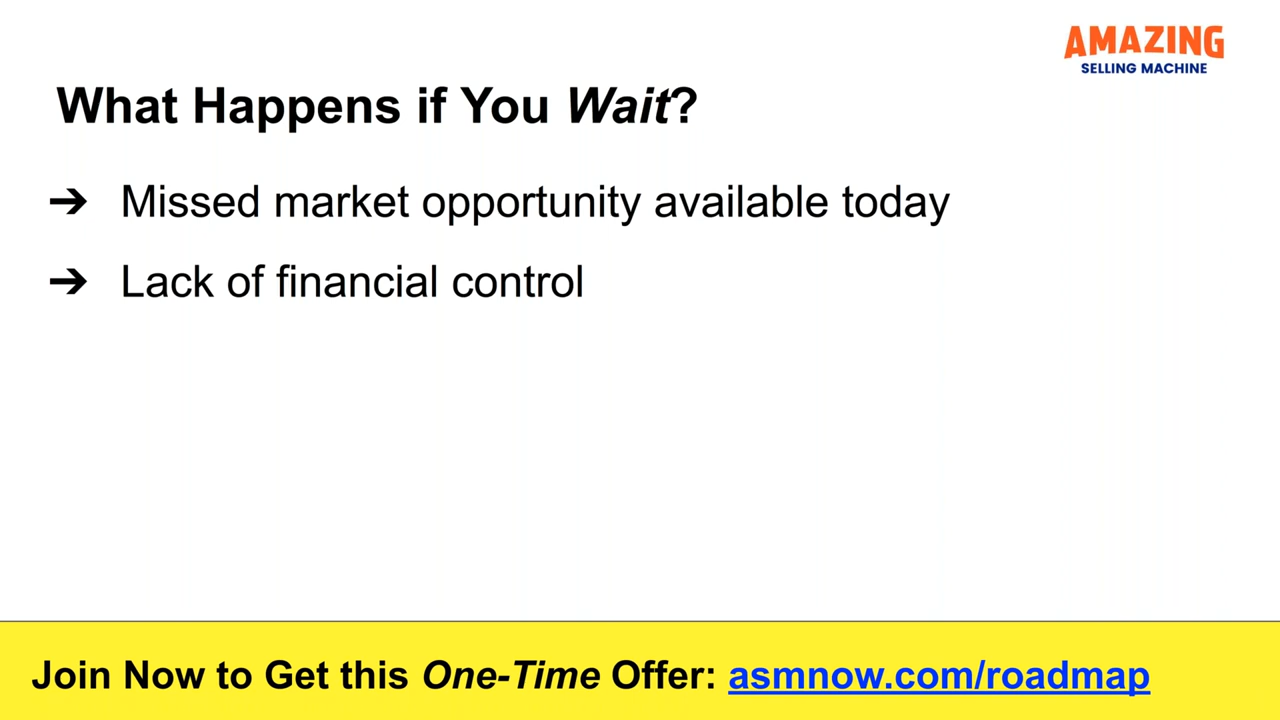 AMAZING
SELLING MACHINE
What Happens if You Wait?
➔ Missed market opportunity available today
➔ Lack of financial control
Join Now to Get this One-Time Offer: asmnow.com/roadmap